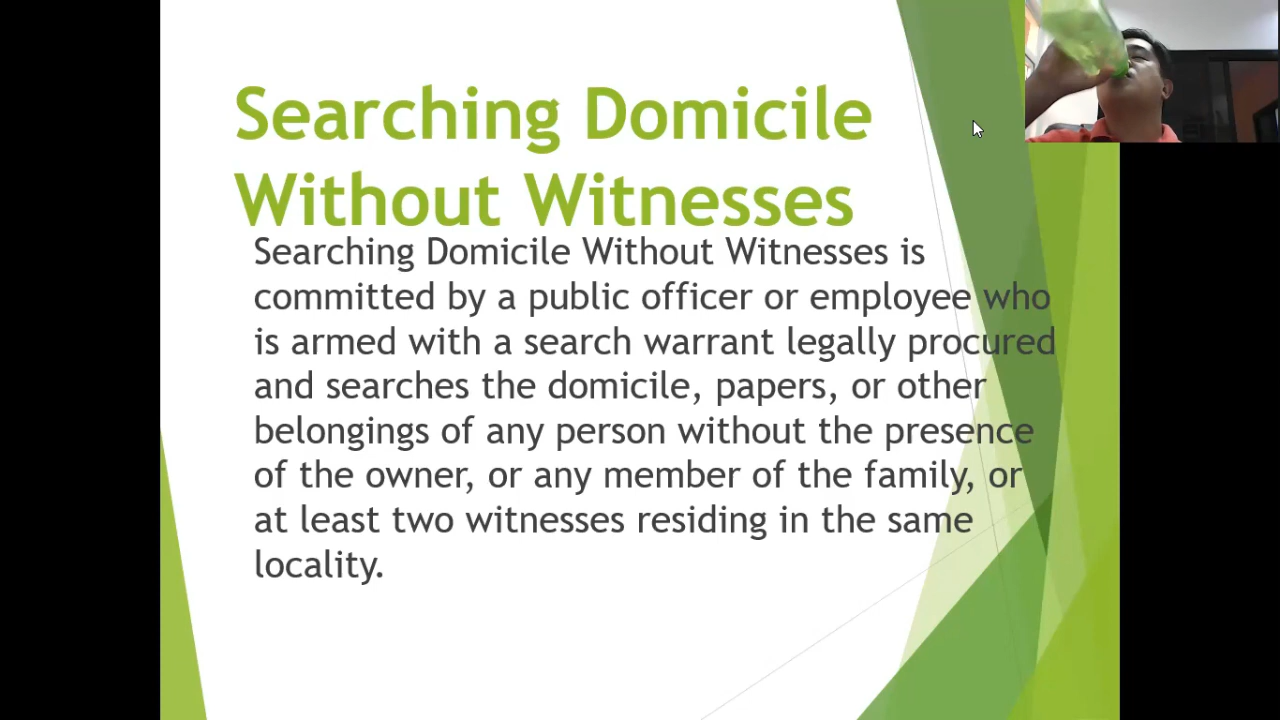 Searching Domicile
Without Witnesses
Searching Domicile Without Witnesses is
committed by a public officer or employee who
is armed with a search warrant legally procured
and searches the domicile, papers, or other
belongings of any person without the presence
of the owner, or any member of the family, or
at least two witnesses residing in the same
locality.